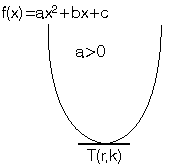 f(x)=ax²+bx+c
a>0
T(r,k)